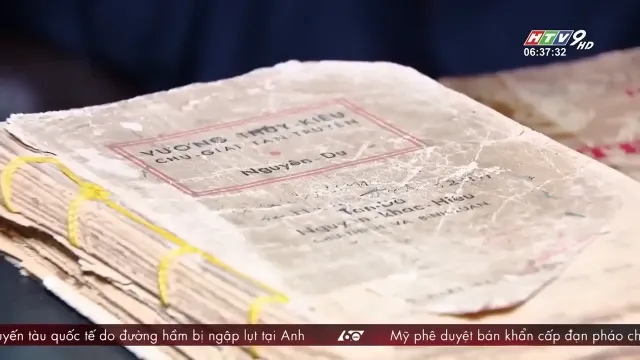 HTV9 HD
06:37:32
VƯƠNG THÚY-KIỀU
CHÚ-GIẢI TÂN-TRUYỆN
Nguyễn Du
Tản-Đà
Nguyễn-khắc-Hiếu
uyến tàu quốc tế do đường hầm bị ngập lụt tại Anh
60
Mỹ phê duyệt bán khẩn cấp đạn pháo ch